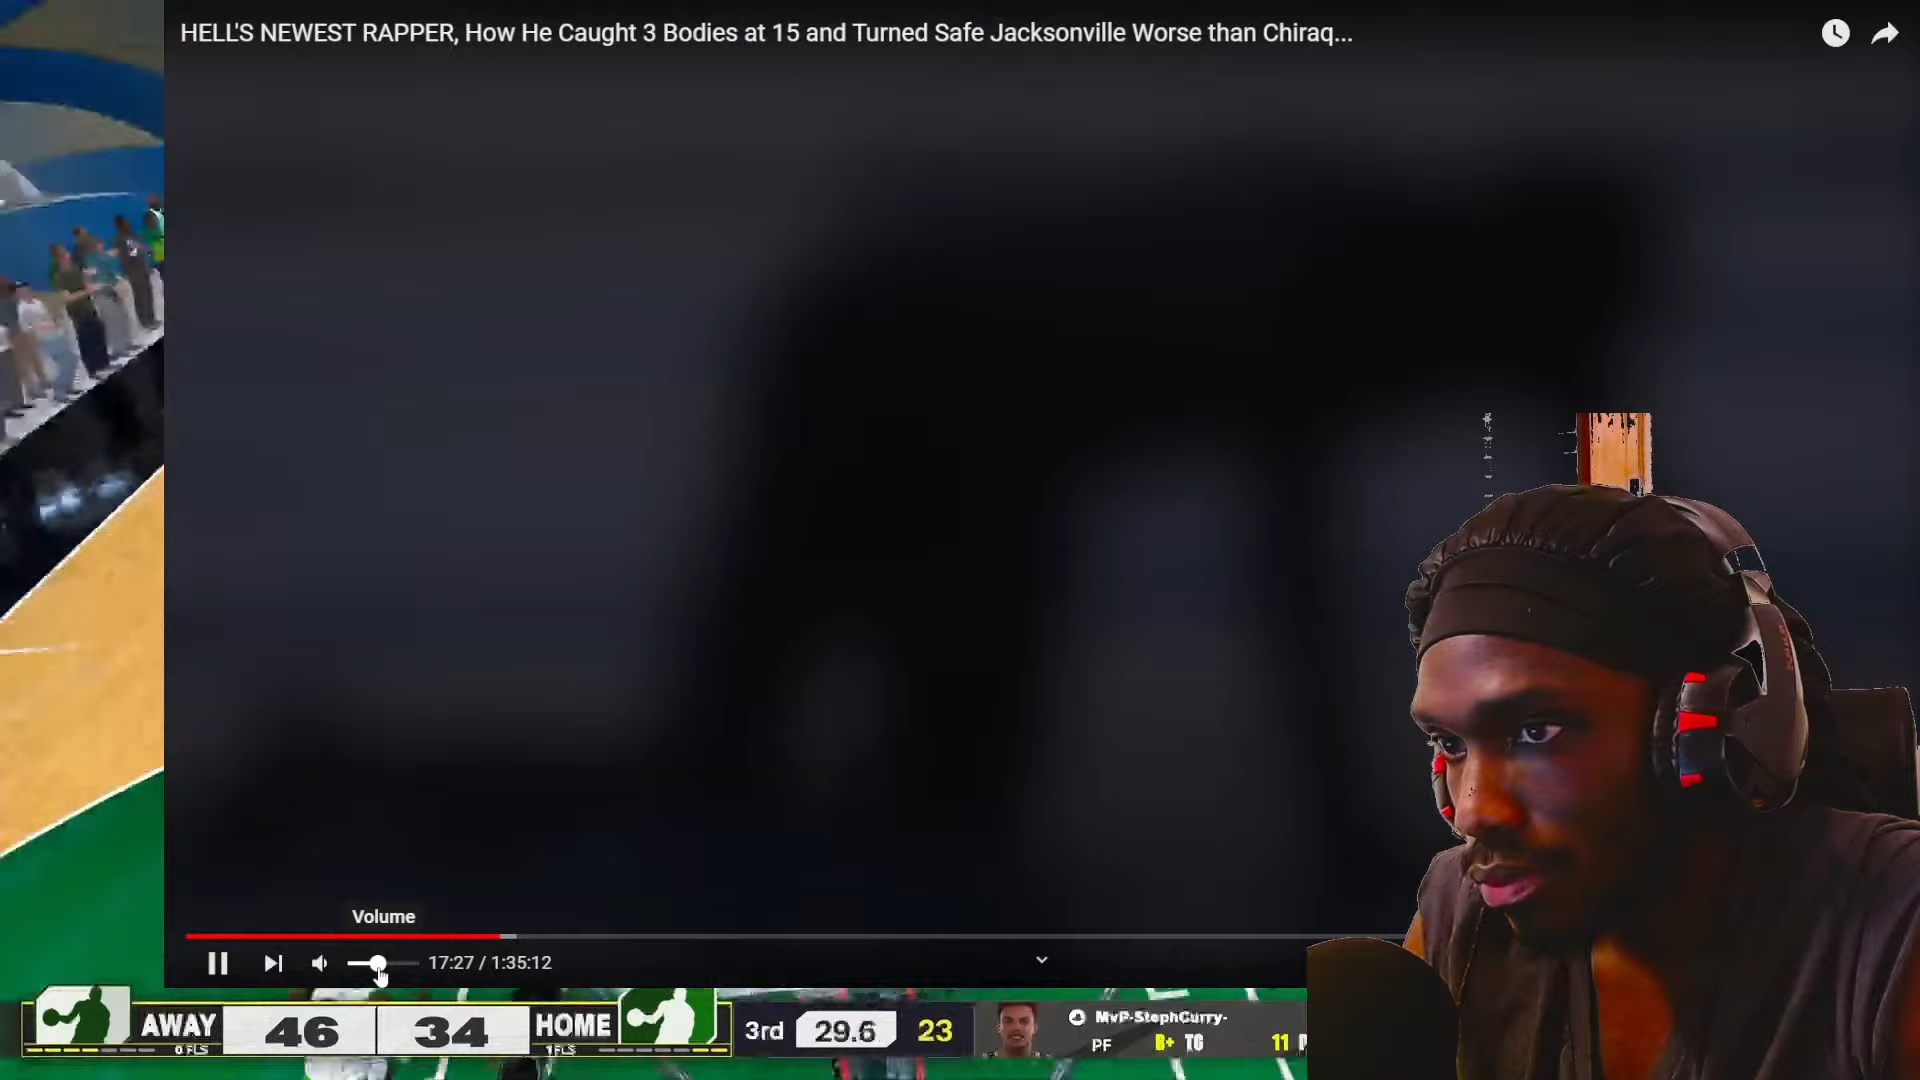 HELL'S NEWEST RAPPER, How He Caught 3 Bodies at 15 and Turned Safe Jacksonville Worse than Chiraq...
Volume
17:27 / 1:35:12
AWAY 46 34 HOME 3rd 29.6 23 MvP-StephCurry-
0 FLS 1 FLS PF B+ TG 11